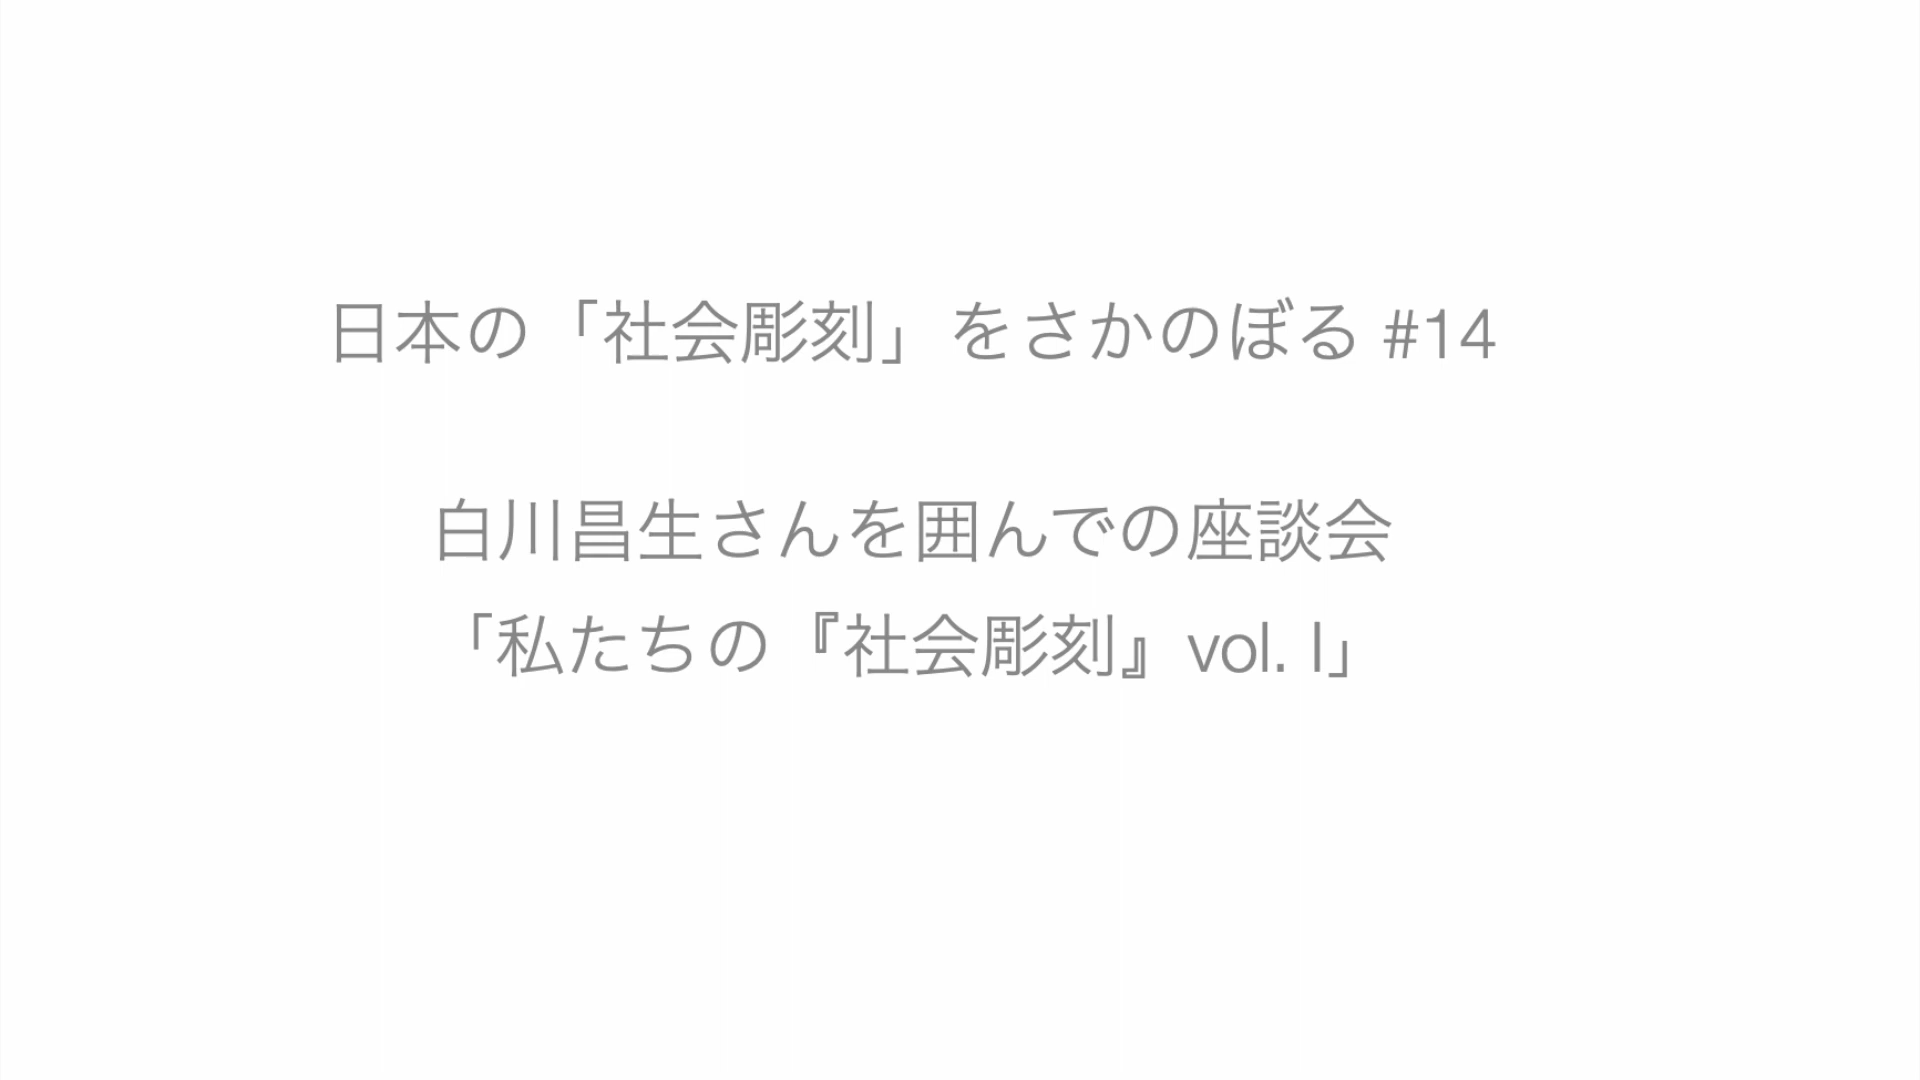 日本の「社会彫刻」をさかのぼる #14
白川昌生さんを囲んでの座談会
「私たちの『社会彫刻』vol. I」